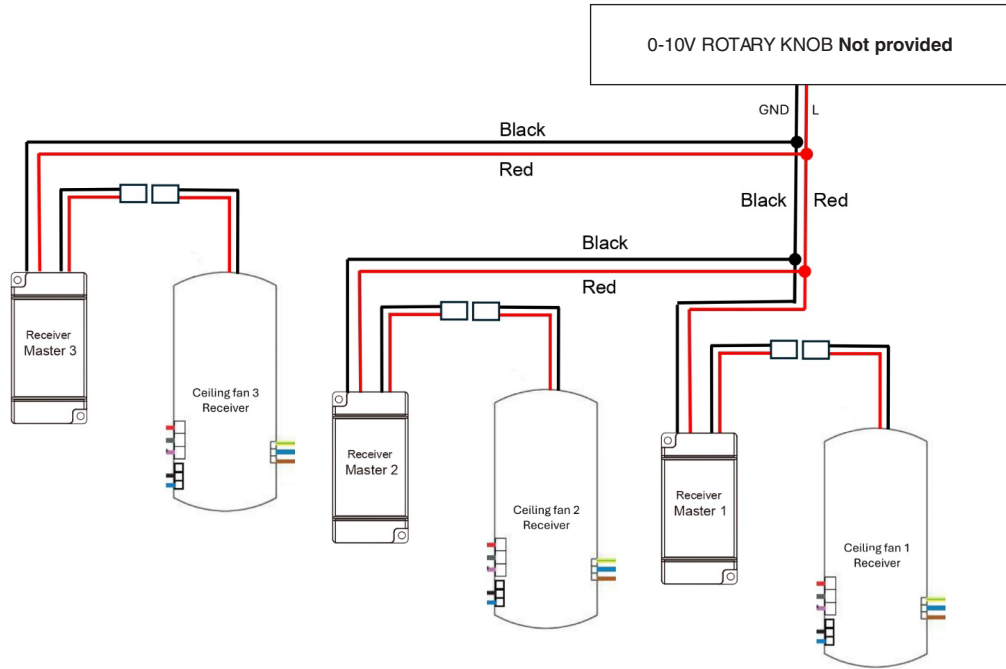 0-10V ROTARY KNOB Not provided
GND
L
Black
Red
Black
Red
Black
Red
Receiver
Master 3
Ceiling fan 3
Receiver
Receiver
Master 2
Ceiling fan 2
Receiver
Receiver
Master 1
Ceiling fan 1
Receiver